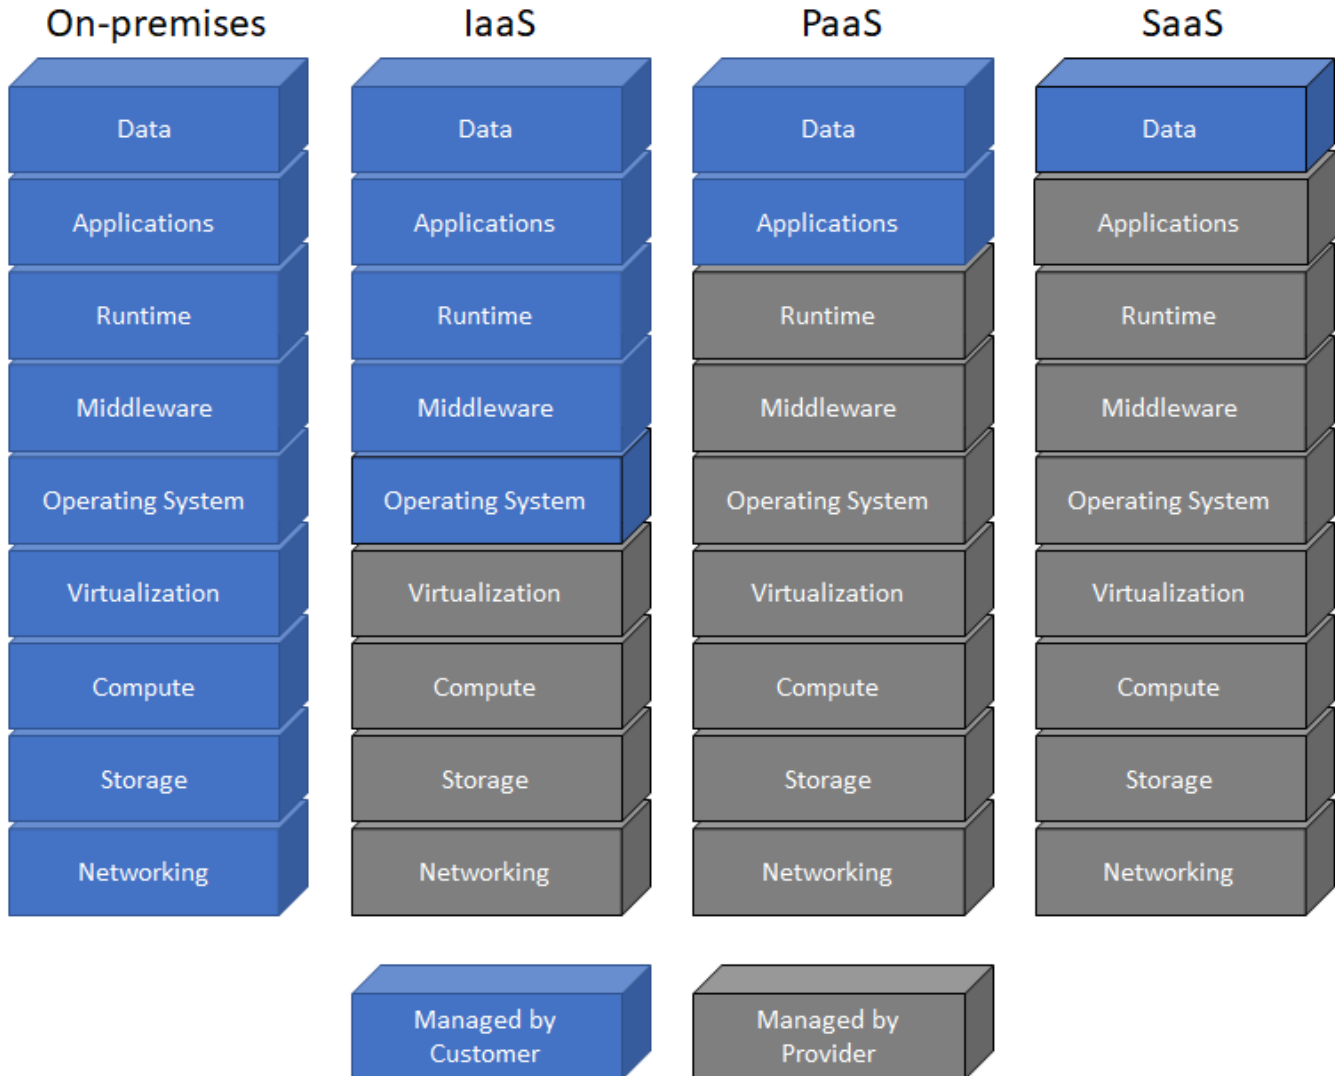 On-premises IaaS PaaS SaaS
Data Data Data Data
Applications Applications Applications Applications
Runtime Runtime Runtime Runtime
Middleware Middleware Middleware Middleware
Operating System Operating System Operating System Operating System
Virtualization Virtualization Virtualization Virtualization
Compute Compute Compute Compute
Storage Storage Storage Storage
Networking Networking Networking Networking
Managed by
Customer
Managed by
Provider